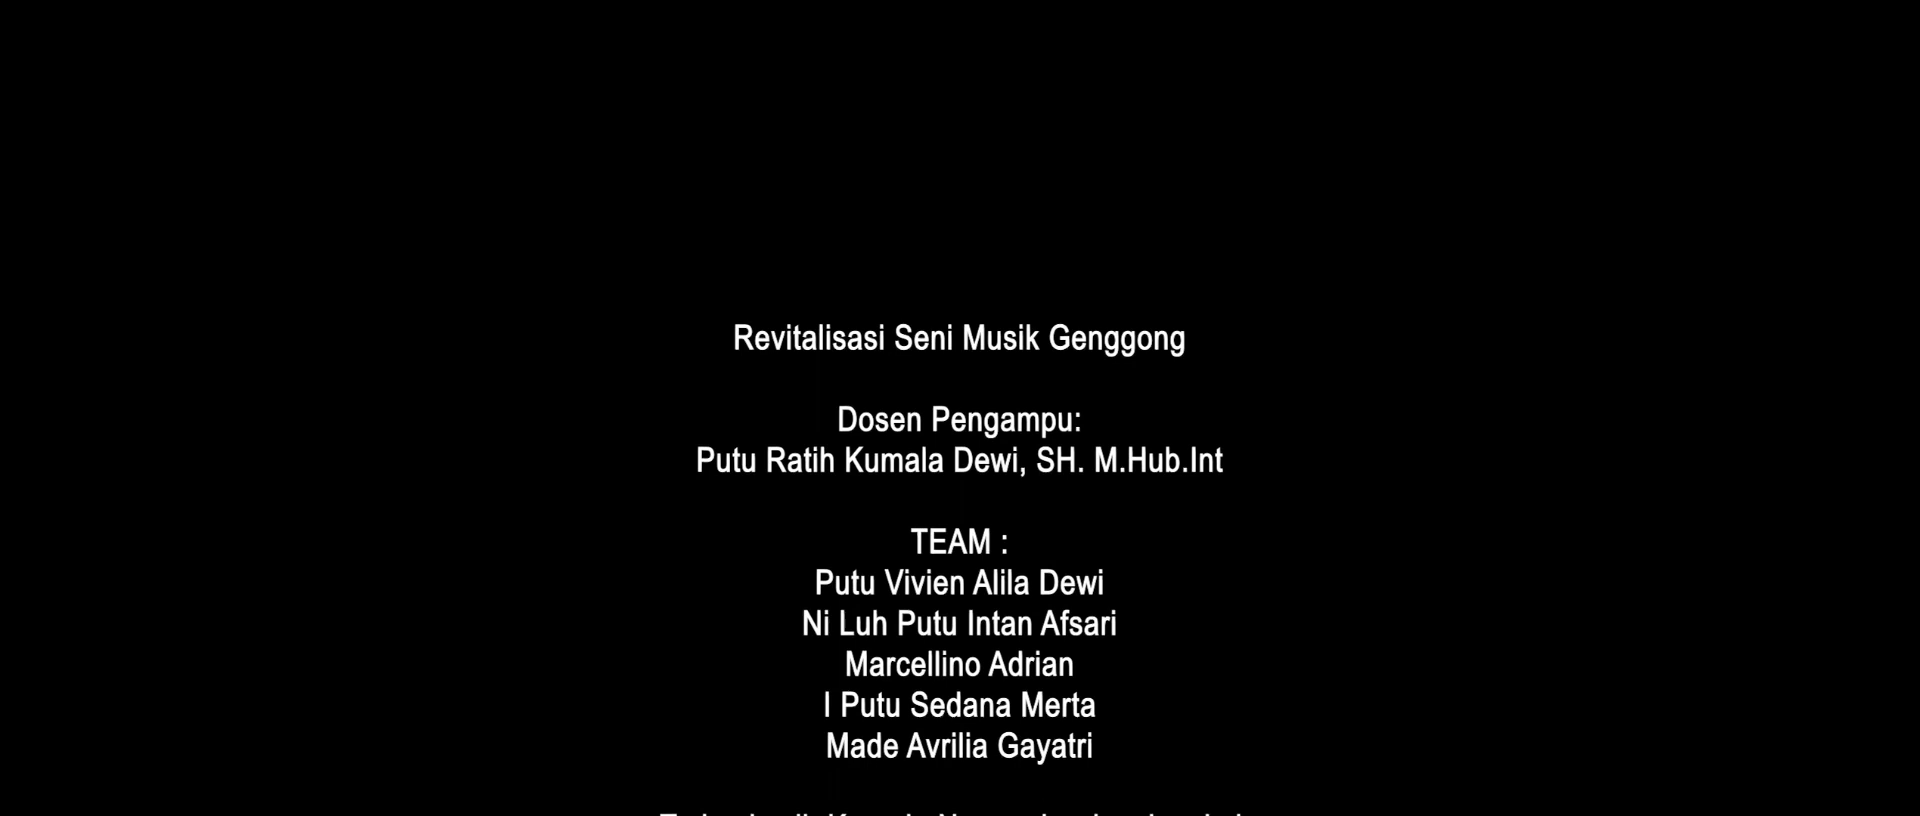 Revitalisasi Seni Musik Genggong
Dosen Pengampu:
Putu Ratih Kumala Dewi, SH. M.Hub.Int
TEAM :
Putu Vivien Alila Dewi
Ni Luh Putu Intan Afsari
Marcellino Adrian
I Putu Sedana Merta
Made Avrilia Gayatri